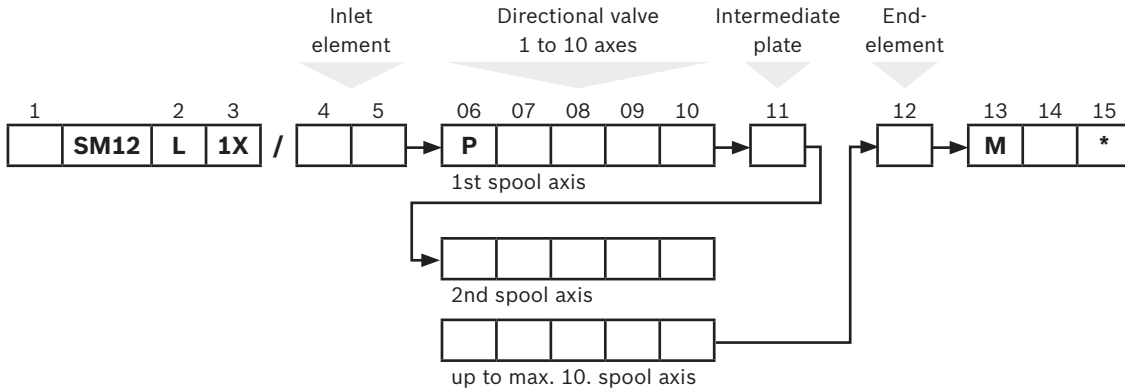 Inlet element
Directional valve 1 to 10 axes
Intermediate plate
End-element
1 2 3 4 5 06 07 08 09 10 11 12 13 14 15
SM12 L 1X / P M *
1st spool axis
2nd spool axis
up to max. 10. spool axis